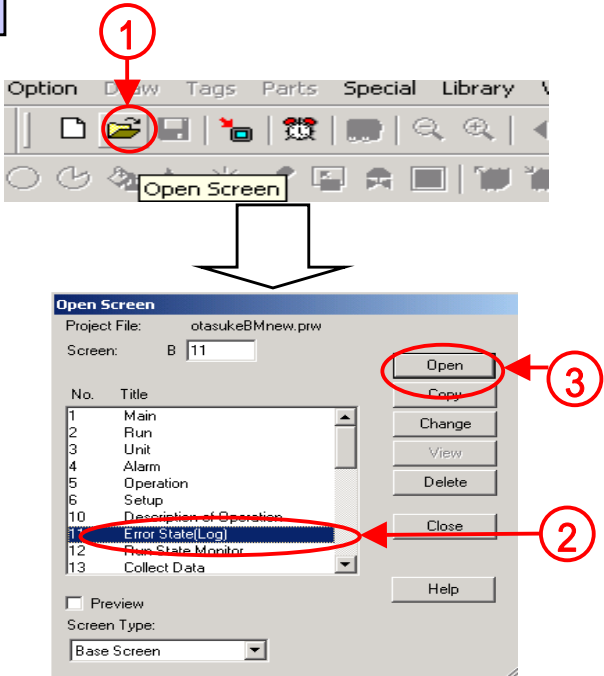 1
Option Draw Tags Parts Special Library
Open Screen
Open Screen
Project File: otasukeBMnew.prw
Screen: B 11
Open
3
No. Title
Copy
1 Main
Change
2 Run
3 Unit
View
4 Alarm
5 Operation
Delete
6 Setup
10 Description of Operation
11 Error State(Log)
Close
2
12 Run State Monitor
13 Collect Data
Help
Preview
Screen Type:
Base Screen